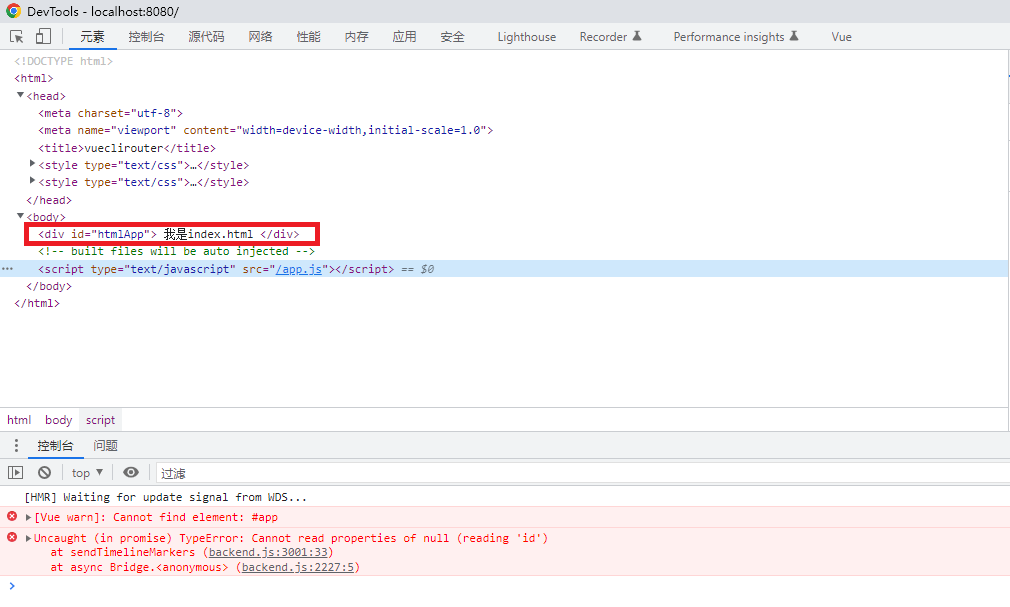 DevTools - localhost:8080/
元素 控制台 源代码 网络 性能 内存 应用 安全 Lighthouse Recorder Performance insights Vue
<!DOCTYPE html>
<html>
<head>
<meta charset="utf-8">
<meta name="viewport" content="width=device-width,initial-scale=1.0">
<title>vueclirouter</title>
<style type="text/css">…</style>
<style type="text/css">…</style>
</head>
<body>
<div id="htmlApp"> 我是index.html </div>
<!-- built files will be auto injected -->
<script type="text/javascript" src="/app.js"></script> == $0
</body>
</html>
html body script
控制台 问题
top 过滤
[HMR] Waiting for update signal from WDS...
[Vue warn]: Cannot find element: #app
Uncaught (in promise) TypeError: Cannot read properties of null (reading 'id')
at sendTimelineMarkers (backend.js:3001:33)
at async Bridge.<anonymous> (backend.js:2227:5)